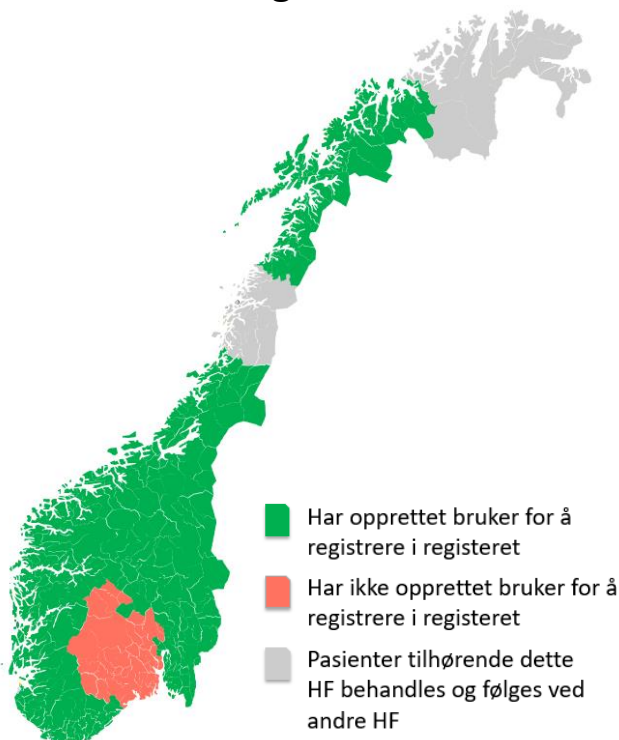 Har opprettet bruker for å
registrere i registeret
Har ikke opprettet bruker for å
registrere i registeret
Pasienter tilhørende dette
HF behandles og følges ved
andre HF